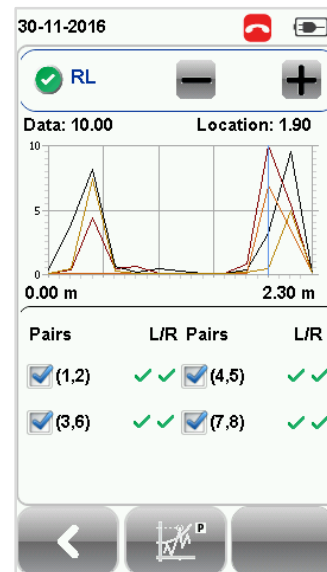 30-11-2016
RL
Data: 10.00 Location: 1.90
10
5
0
0.00 m 2.30 m
Pairs L/R Pairs L/R
(1,2) (4,5)
(3,6) (7,8)
P